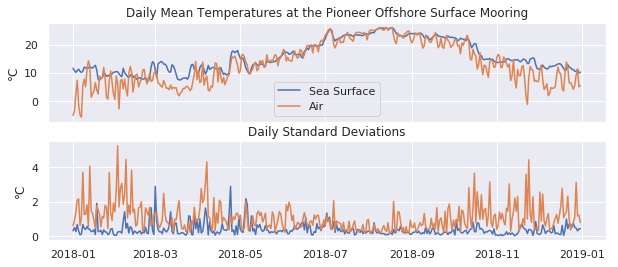 Daily Mean Temperatures at the Pioneer Offshore Surface Mooring
°C
20
10
0
Sea Surface
Air
Daily Standard Deviations
°C
4
2
0
2018-01 2018-03 2018-05 2018-07 2018-09 2018-11 2019-01